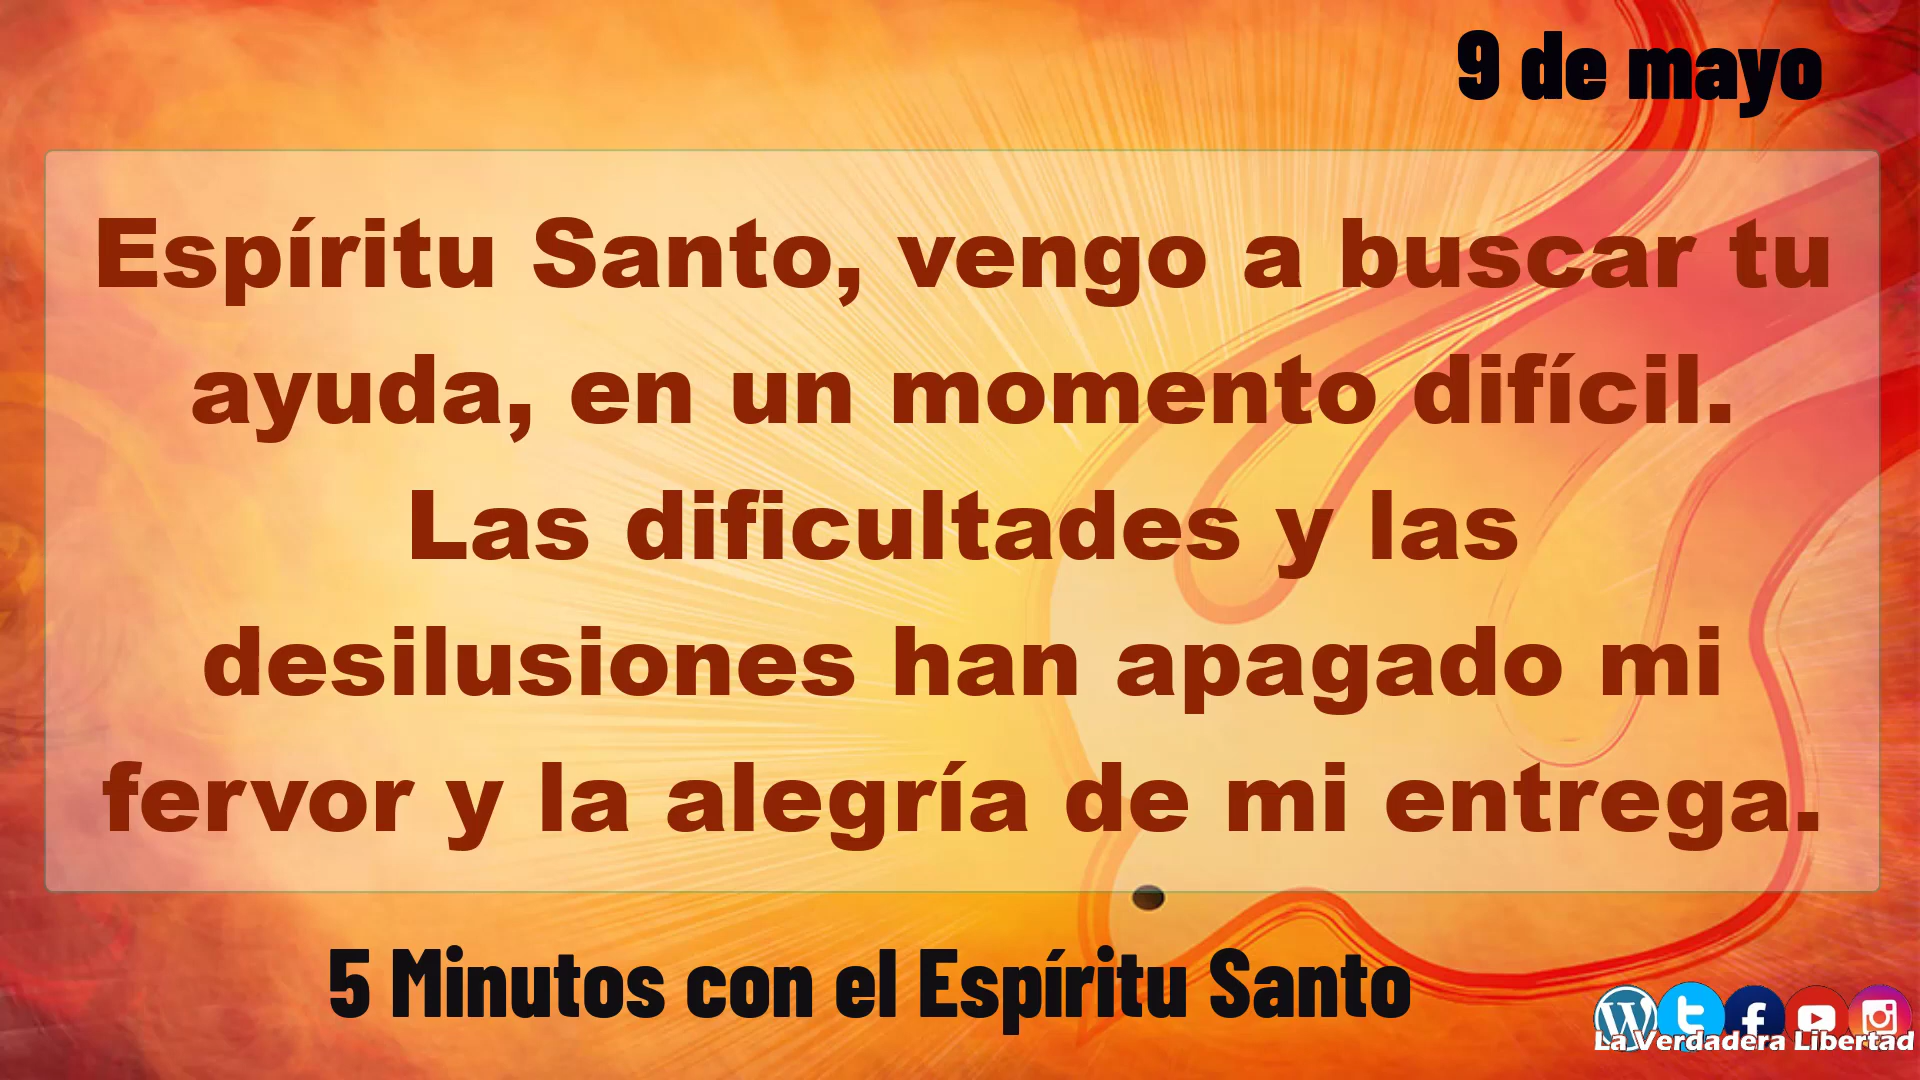 9 de mayo
Espíritu Santo, vengo a buscar tu
ayuda, en un momento difícil.
Las dificultades y las
desilusiones han apagado mi
fervor y la alegría de mi entrega.
5 Minutos con el Espíritu Santo
La Verdadera Libertad